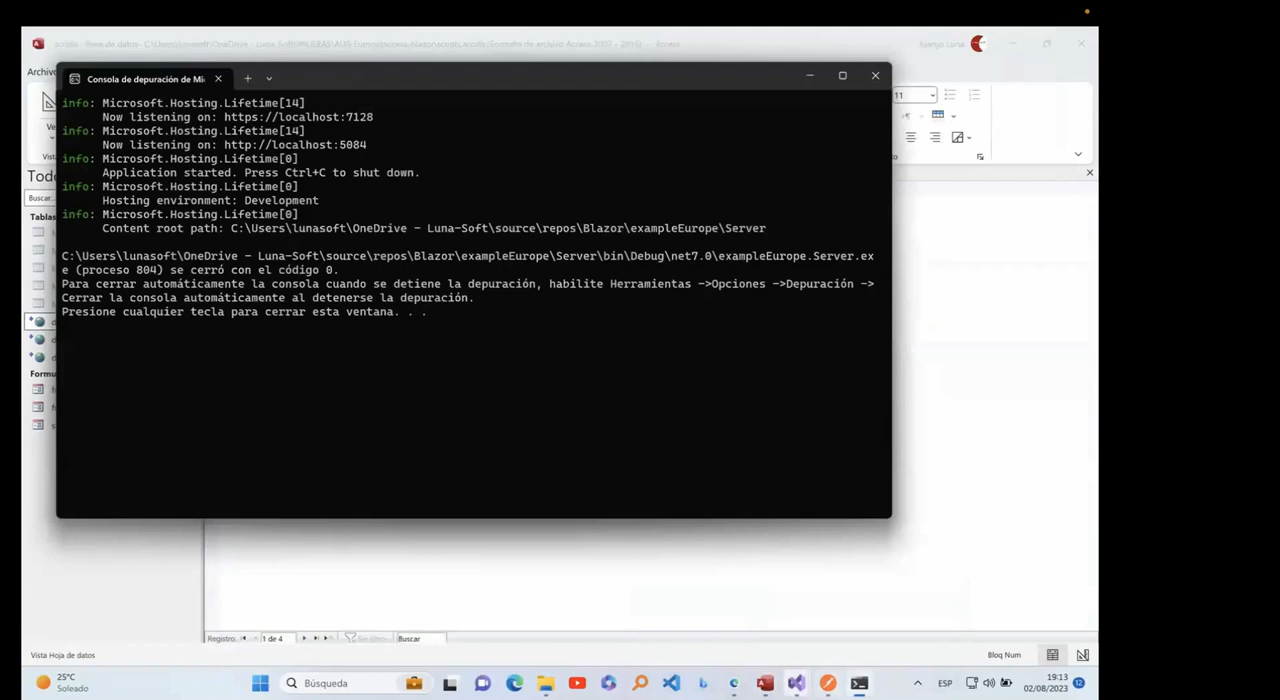 Juanjo Luna
Archivo
Consola de depuración de Mi
11
info: Microsoft.Hosting.Lifetime[14]
Now listening on: https://localhost:7128
info: Microsoft.Hosting.Lifetime[14]
Now listening on: http://localhost:5084
info: Microsoft.Hosting.Lifetime[0]
Application started. Press Ctrl+C to shut down.
info: Microsoft.Hosting.Lifetime[0]
Hosting environment: Development
info: Microsoft.Hosting.Lifetime[0]
Content root path: C:\Users\lunasoft\OneDrive - Luna-Soft\source\repos\Blazor\exampleEurope\Server
C:\Users\lunasoft\OneDrive - Luna-Soft\source\repos\Blazor\exampleEurope\Server\bin\Debug\net7.0\exampleEurope.Server.ex
e (proceso 804) se cerró con el código 0.
Para cerrar automáticamente la consola cuando se detiene la depuración, habilite Herramientas ->Opciones ->Depuración ->
Cerrar la consola automáticamente al detenerse la depuración.
Presione cualquier tecla para cerrar esta ventana. . .
Todo
Buscar...
Tablas
Formu
Registro: 1 de 4 Sin filtro Buscar
Vista Hoja de datos
Bloq Num
25°C
Soleado
Búsqueda
ESP
19:13
02/08/2023
12